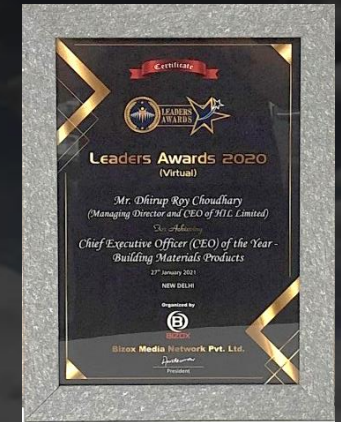 Certificate
LEADERS
AWARDS
Leaders Awards 2020
(Virtual)
Mr. Dhirup Roy Choudhary
(Managing Director and CEO of HIL Limited)
For Achieving
Chief Executive Officer (CEO) of the Year -
Building Materials Products
27th January 2021
NEW DELHI
Organized by
B
BIZOX
Bizox Media Network Pvt. Ltd.
President